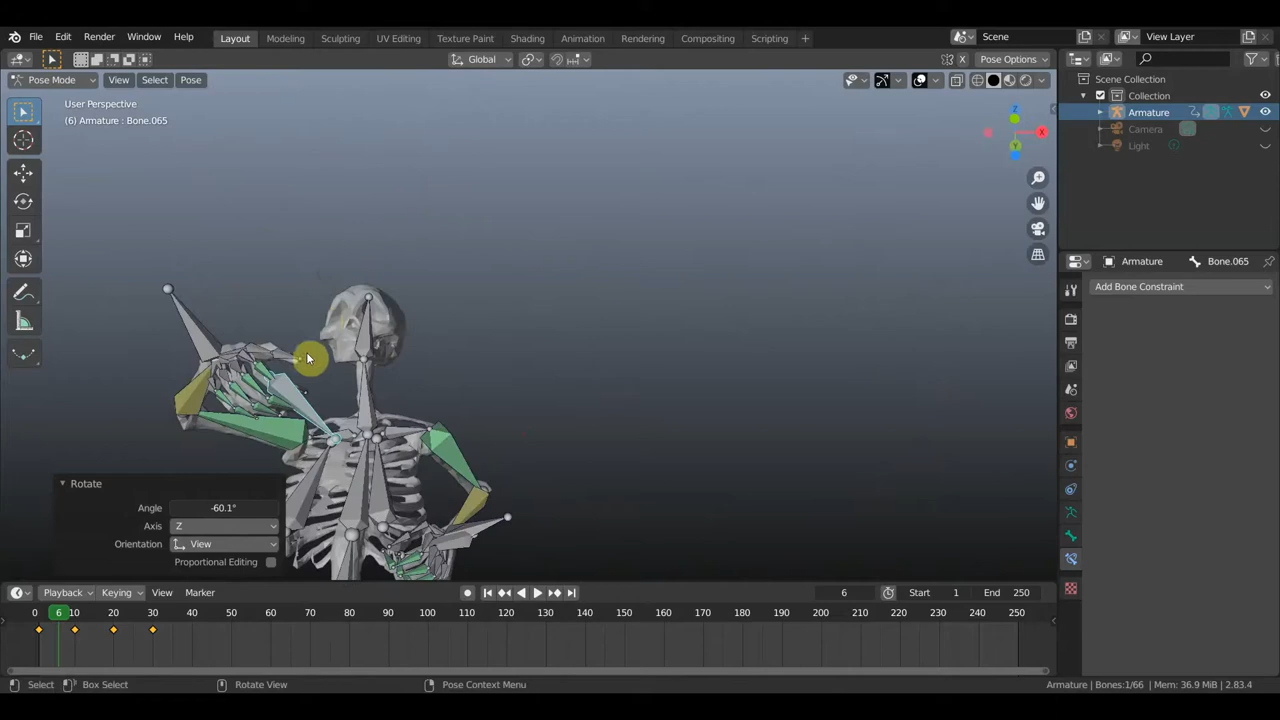 File Edit Render Window Help Layout Modeling Sculpting UV Editing Texture Paint Shading Animation Rendering Compositing Scripting + Scene View Layer
Global X Pose Options
Pose Mode View Select Pose
User Perspective
(6) Armature : Bone.065
Z
X
Y
Scene Collection
Collection
Armature
Camera
Light
Armature Bone.065
Add Bone Constraint
Rotate
Angle -60.1°
Axis Z
Orientation View
Proportional Editing
Playback Keying View Marker 6 Start 1 End 250
0 6 10 20 30 40 50 60 70 80 90 100 110 120 130 140 150 160 170 180 190 200 210 220 230 240 250
Select Box Select Rotate View Pose Context Menu Armature | Bones:1/66 | Mem: 36.9 MiB | 2.83.4